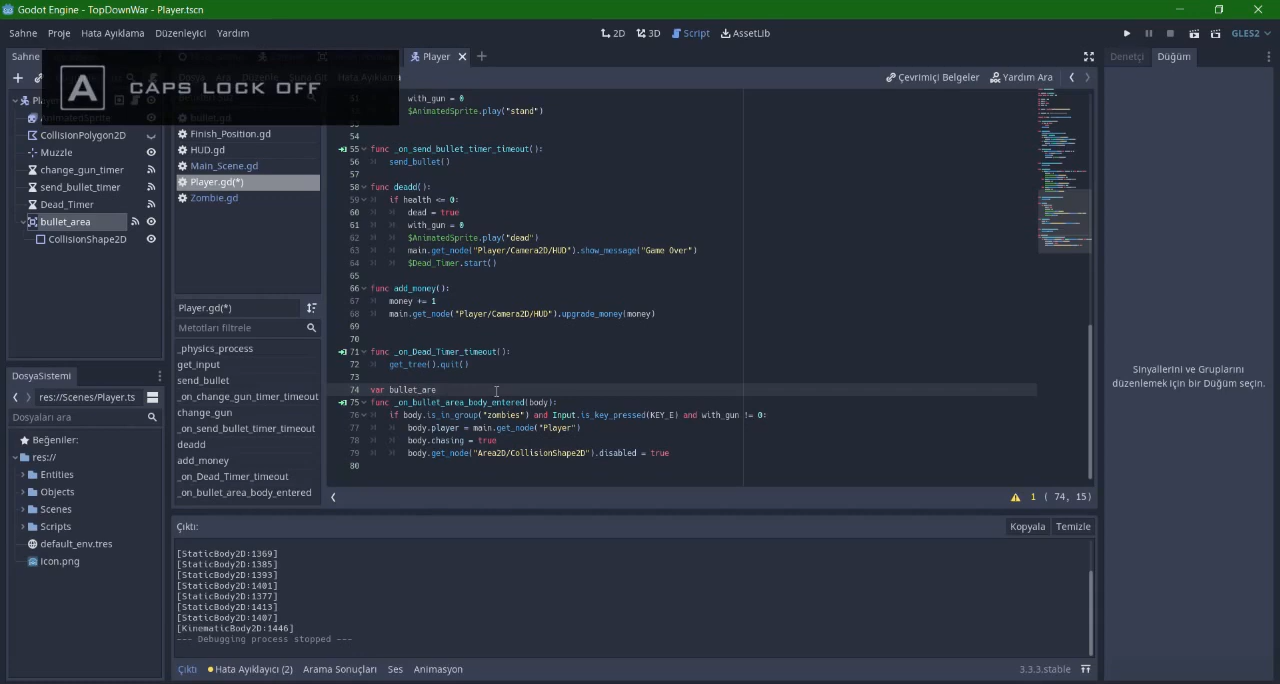 Godot Engine - TopDownWar - Player.tscn
Sahne Proje Hata Ayıklama Düzenleyici Yardım
2D 3D Script AssetLib
GLES2
Sahne
Player
Denetçi Düğüm
A CAPS LOCK OFF
Çevrimiçi Belgeler Yardım Ara
Player
AnimatedSprite
CollisionPolygon2D
Muzzle
change_gun_timer
send_bullet_timer
Dead_Timer
bullet_area
CollisionShape2D
bullet.gd
Finish_Position.gd
HUD.gd
Main_Scene.gd
Player.gd(*)
Zombie.gd
Player.gd(*)
Metotları filtrele
_physics_process
get_input
send_bullet
_on_change_gun_timer_timeout
change_gun
_on_send_bullet_timer_timeout
deadd
add_money
_on_Dead_Timer_timeout
_on_bullet_area_body_entered
with_gun = 0
$AnimatedSprite.play("stand")
54
55 func _on_send_bullet_timer_timeout():
56 send_bullet()
57
58 func deadd():
59 if health <= 0:
60 dead = true
61 with_gun = 0
62 $AnimatedSprite.play("dead")
63 main.get_node("Player/Camera2D/HUD").show_message("Game Over")
64 $Dead_Timer.start()
65
66 func add_money():
67 money += 1
68 main.get_node("Player/Camera2D/HUD").upgrade_money(money)
69
70
71 func _on_Dead_Timer_timeout():
72 get_tree().quit()
73
74 var bullet_are
75 func _on_bullet_area_body_entered(body):
76 if body.is_in_group("zombies") and Input.is_key_pressed(KEY_E) and with_gun != 0:
77 body.player = main.get_node("Player")
78 body.chasing = true
79 body.get_node("Area2D/CollisionShape2D").disabled = true
80
1 ( 74, 15)
Sinyallerini ve Gruplarını
düzenlemek için bir Düğüm seçin.
DosyaSistemi
res://Scenes/Player.ts
Dosyaları ara
Beğeniler:
res://
Entities
Objects
Scenes
Scripts
default_env.tres
icon.png
Çıktı:
Kopyala Temizle
[StaticBody2D:1369]
[StaticBody2D:1385]
[StaticBody2D:1393]
[StaticBody2D:1401]
[StaticBody2D:1377]
[StaticBody2D:1413]
[StaticBody2D:1407]
[KinematicBody2D:1446]
--- Debugging process stopped ---
Çıktı Hata Ayıklayıcı (2) Arama Sonuçları Ses Animasyon
3.3.3.stable